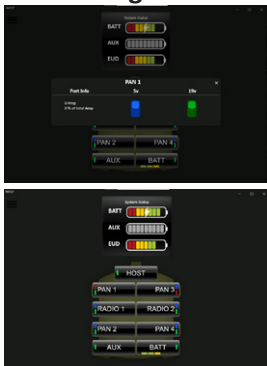 System Status
BATT
AUX
EUD
PAN 1
Port Info 5v 19v
PAN 2 PAN 4
AUX BATT
System Status
BATT
AUX
EUD
HOST
PAN 1 PAN 3
RADIO 1 RADIO 2
PAN 2 PAN 4
AUX BATT